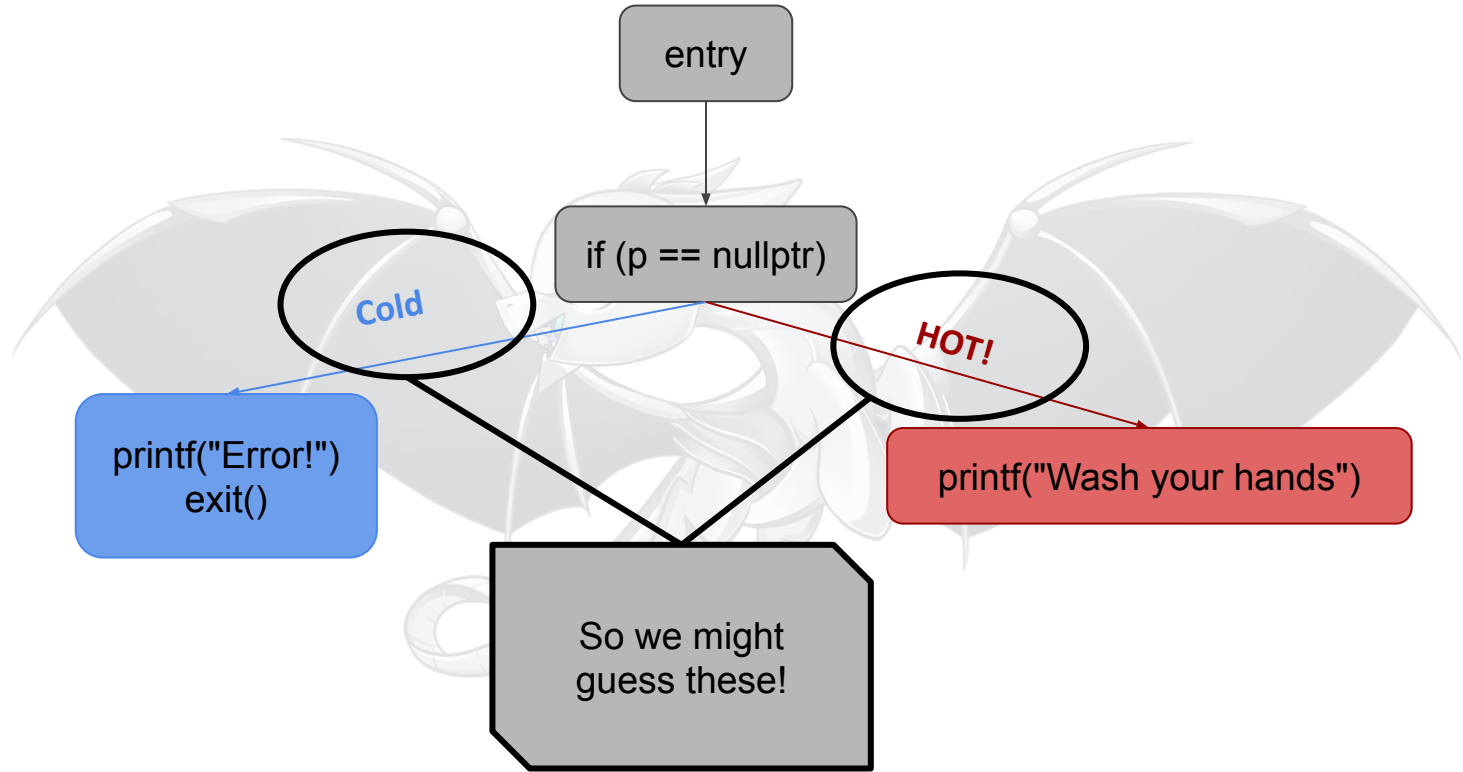 entry
if (p == nullptr)
Cold
HOT!
printf("Error!")
exit()
printf("Wash your hands")
So we might
guess these!